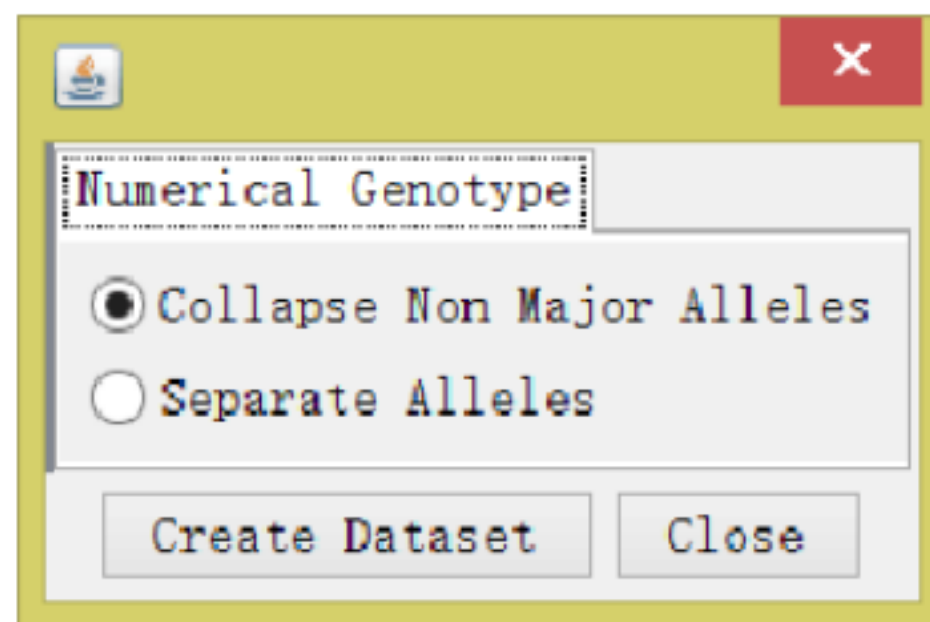 Numerical Genotype
Collapse Non Major Alleles
Separate Alleles
Create Dataset
Close